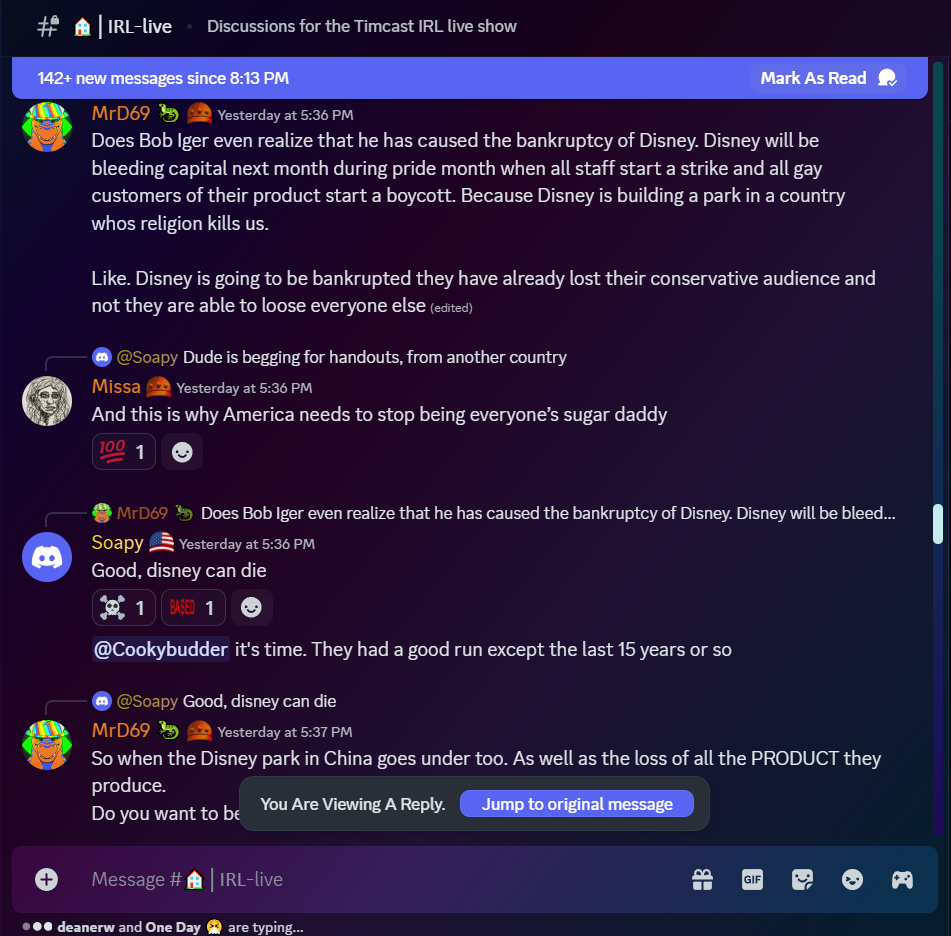 IRL-live • Discussions for the Timcast IRL live show
142+ new messages since 8:13 PM Mark As Read
MrD69 Yesterday at 5:36 PM
Does Bob Iger even realize that he has caused the bankruptcy of Disney. Disney will be
bleeding capital next month during pride month when all staff start a strike and all gay
customers of their product start a boycott. Because Disney is building a park in a country
whos religion kills us.
Like. Disney is going to be bankrupted they have already lost their conservative audience and
not they are able to loose everyone else (edited)
@Soapy Dude is begging for handouts, from another country
Missa Yesterday at 5:36 PM
And this is why America needs to stop being everyone’s sugar daddy
100 1
MrD69 Does Bob Iger even realize that he has caused the bankruptcy of Disney. Disney will be bleed...
Soapy Yesterday at 5:36 PM
Good, disney can die
1 BASED 1
@Cookybudder it's time. They had a good run except the last 15 years or so
@Soapy Good, disney can die
MrD69 Yesterday at 5:37 PM
So when the Disney park in China goes under too. As well as the loss of all the PRODUCT they
produce.
Do you want to be
You Are Viewing A Reply. Jump to original message
Message # | IRL-live GIF
deanerw and One Day are typing...